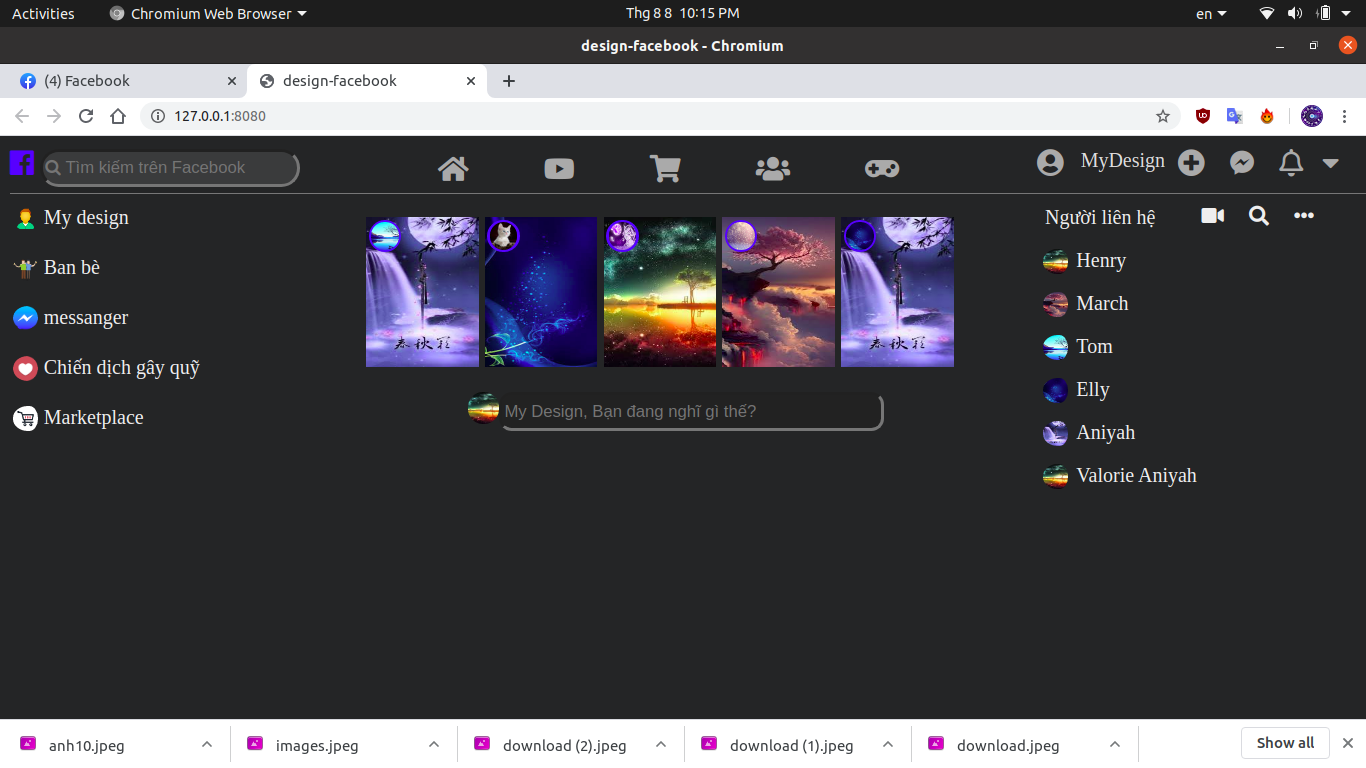 Activities
Chromium Web Browser
Thg 8 8 10:15 PM
en
design-facebook - Chromium
(4) Facebook
design-facebook
127.0.0.1:8080
Tìm kiếm trên Facebook
MyDesign
My design
Ban bè
messanger
Chiến dịch gây quỹ
Marketplace
My Design, Bạn đang nghĩ gì thế?
Người liên hệ
Henry
March
Tom
Elly
Aniyah
Valorie Aniyah
anh10.jpeg
images.jpeg
download (2).jpeg
download (1).jpeg
download.jpeg
Show all